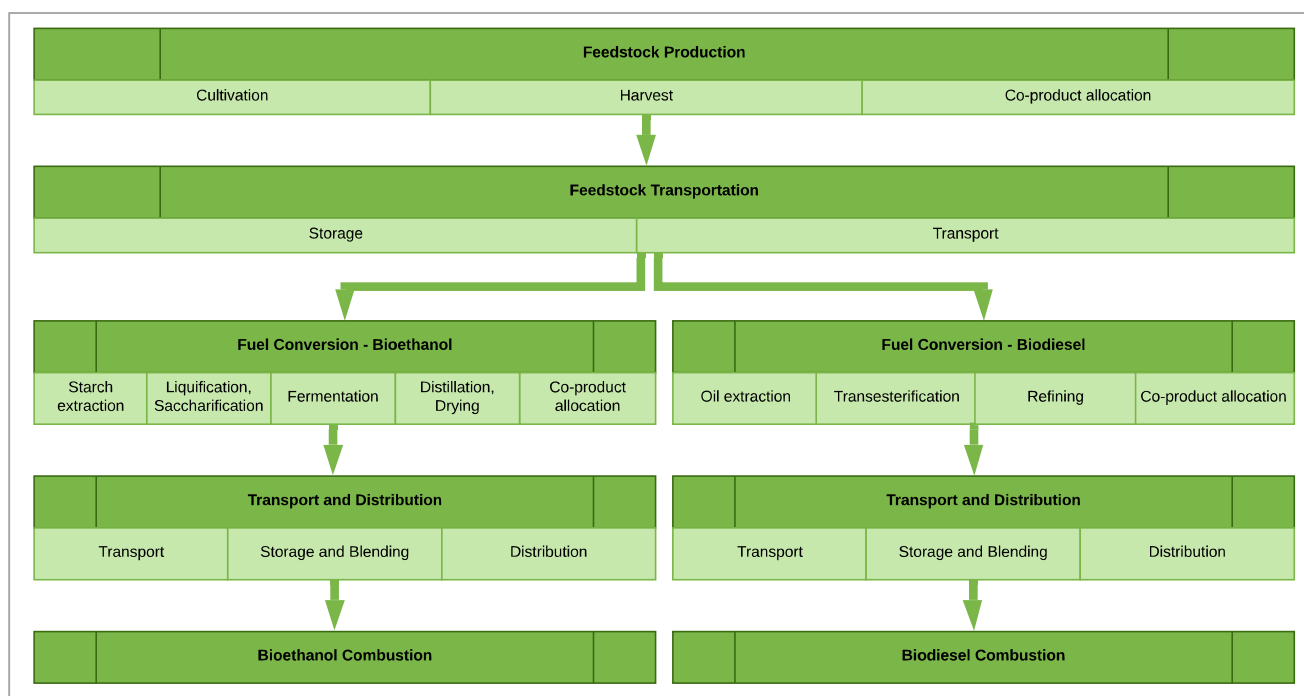 Feedstock Production
Cultivation
Harvest
Co-product allocation
Feedstock Transportation
Storage
Transport
Fuel Conversion - Bioethanol
Starch
extraction
Liquification,
Saccharification
Fermentation
Distillation,
Drying
Co-product
allocation
Fuel Conversion - Biodiesel
Oil extraction
Transesterification
Refining
Co-product allocation
Transport and Distribution
Transport
Storage and Blending
Distribution
Transport and Distribution
Transport
Storage and Blending
Distribution
Bioethanol Combustion
Biodiesel Combustion